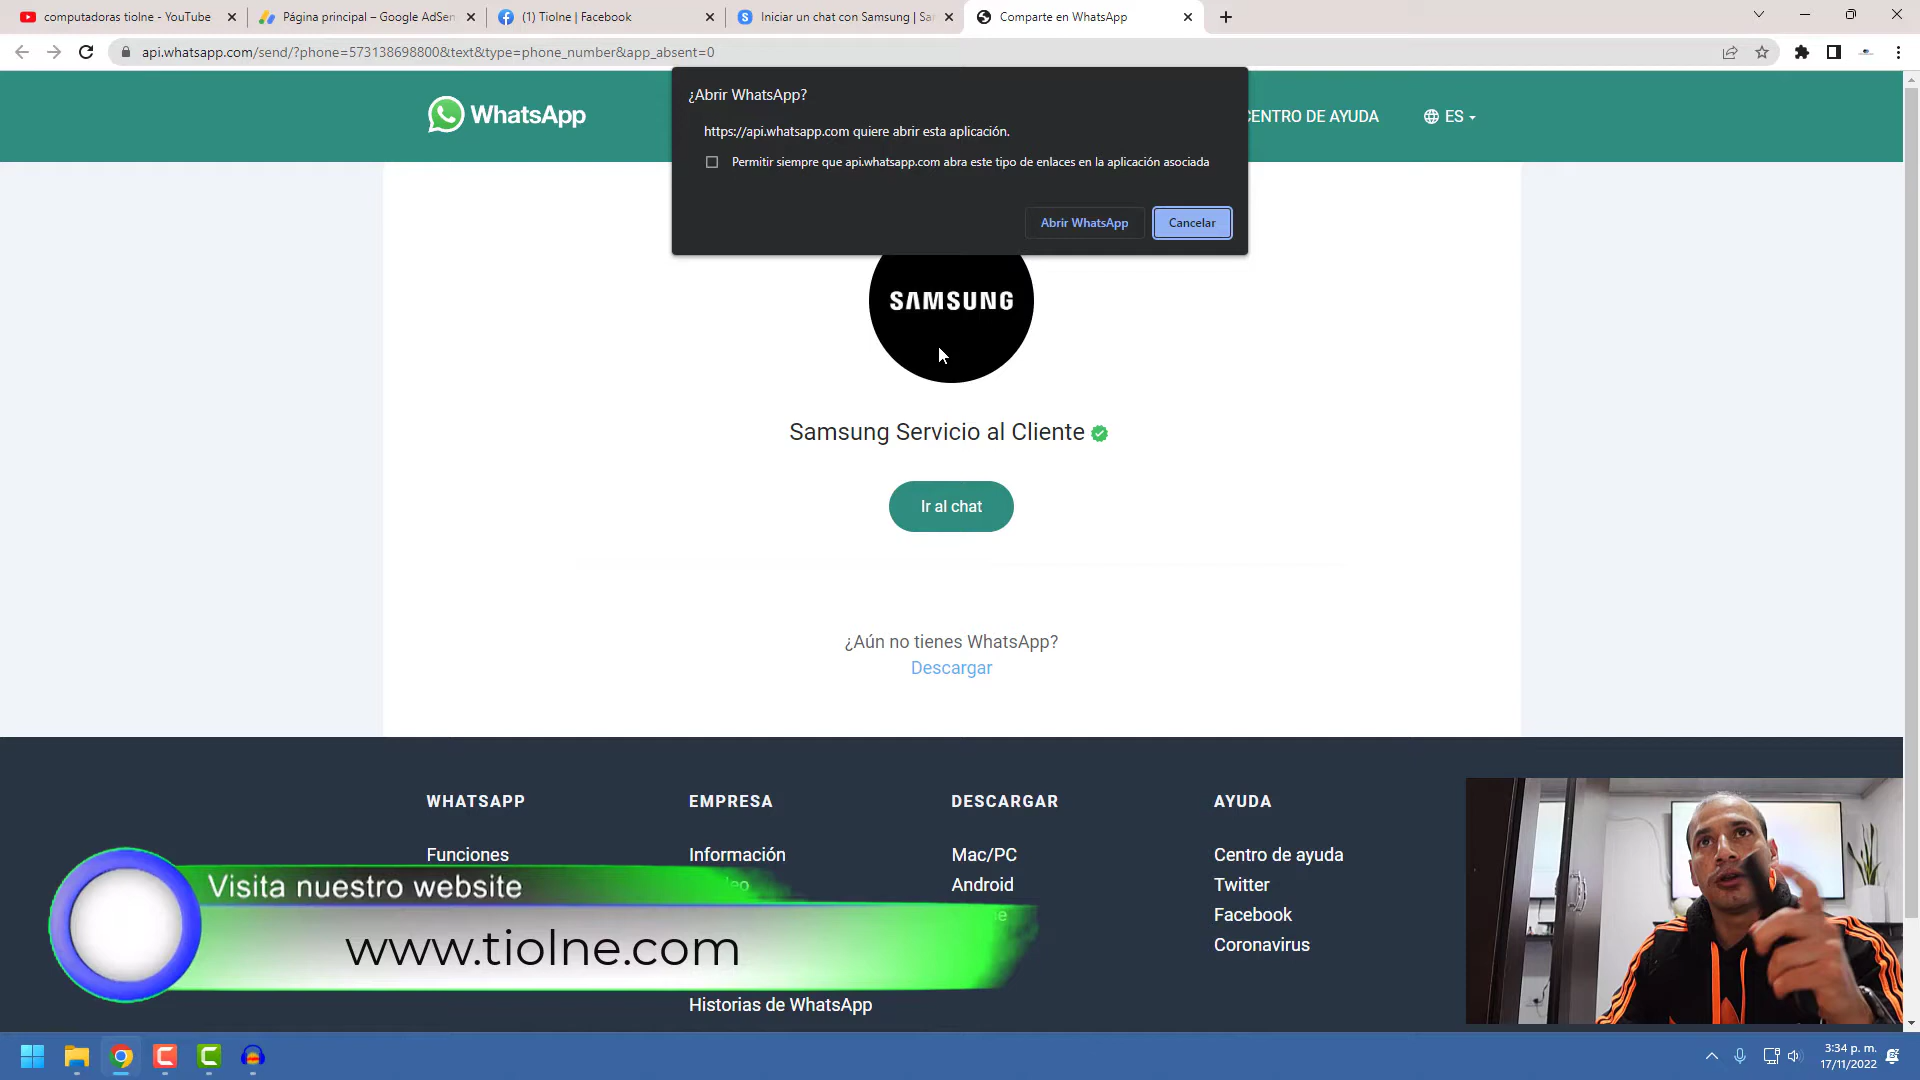 computadoras tiolne - YouTube
Página principal – Google AdSen
(1) Tiolne | Facebook
Iniciar un chat con Samsung | Sa
Comparte en WhatsApp
api.whatsapp.com/send/?phone=573138698800&text&type=phone_number&app_absent=0
WhatsApp
CENTRO DE AYUDA
ES
¿Abrir WhatsApp?
https://api.whatsapp.com quiere abrir esta aplicación.
Permitir siempre que api.whatsapp.com abra este tipo de enlaces en la aplicación asociada
Abrir WhatsApp
Cancelar
SAMSUNG
Samsung Servicio al Cliente
Ir al chat
¿Aún no tienes WhatsApp?
Descargar
WHATSAPP
EMPRESA
DESCARGAR
AYUDA
Funciones
Información
Mac/PC
Centro de ayuda
Android
Twitter
Facebook
Coronavirus
Historias de WhatsApp
Visita nuestro website
www.tiolne.com
3:34 p. m.
17/11/2022